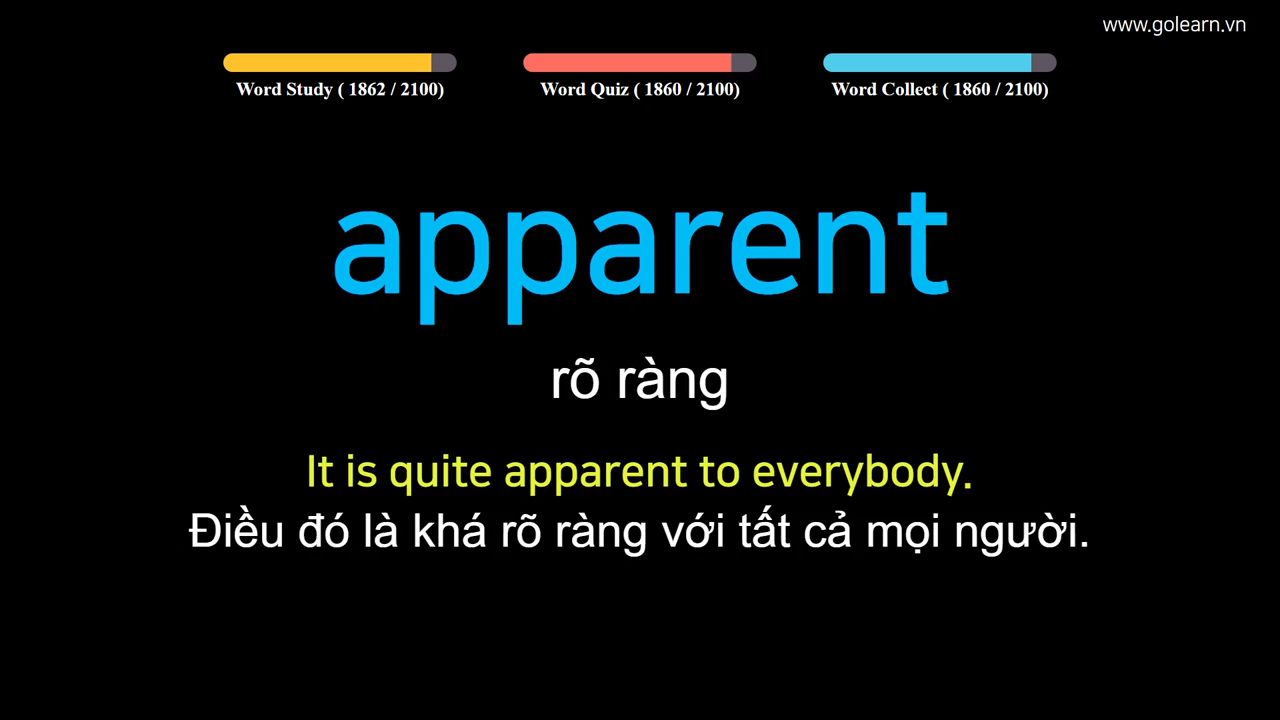 www.golearn.vn
Word Study ( 1862 / 2100)
Word Quiz ( 1860 / 2100)
Word Collect ( 1860 / 2100)
apparent
rõ ràng
It is quite apparent to everybody.
Điều đó là khá rõ ràng với tất cả mọi người.